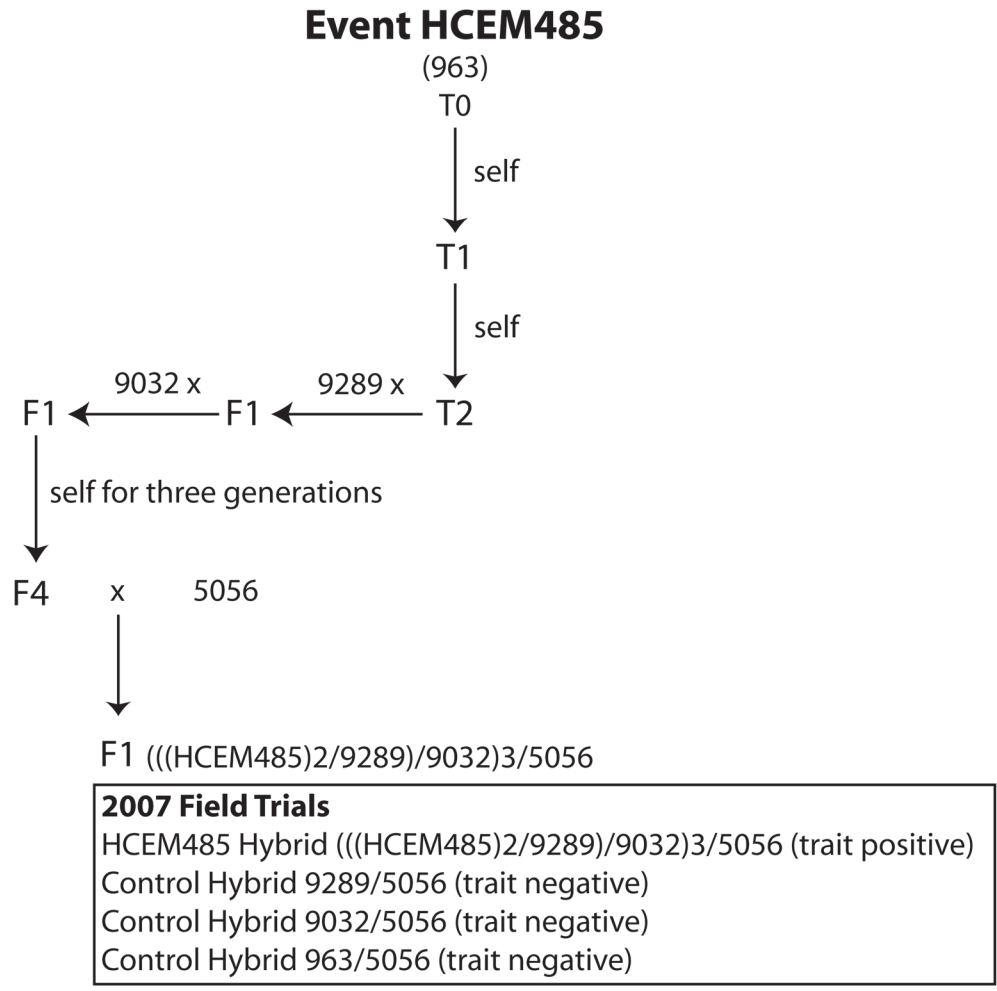 Event HCEM485
(963)
T0
self
T1
self
9032 x 9289 x
F1 F1 T2
self for three generations
F4 x 5056
F1 (((HCEM485)2/9289)/9032)3/5056
2007 Field Trials
HCEM485 Hybrid (((HCEM485)2/9289)/9032)3/5056 (trait positive)
Control Hybrid 9289/5056 (trait negative)
Control Hybrid 9032/5056 (trait negative)
Control Hybrid 963/5056 (trait negative)